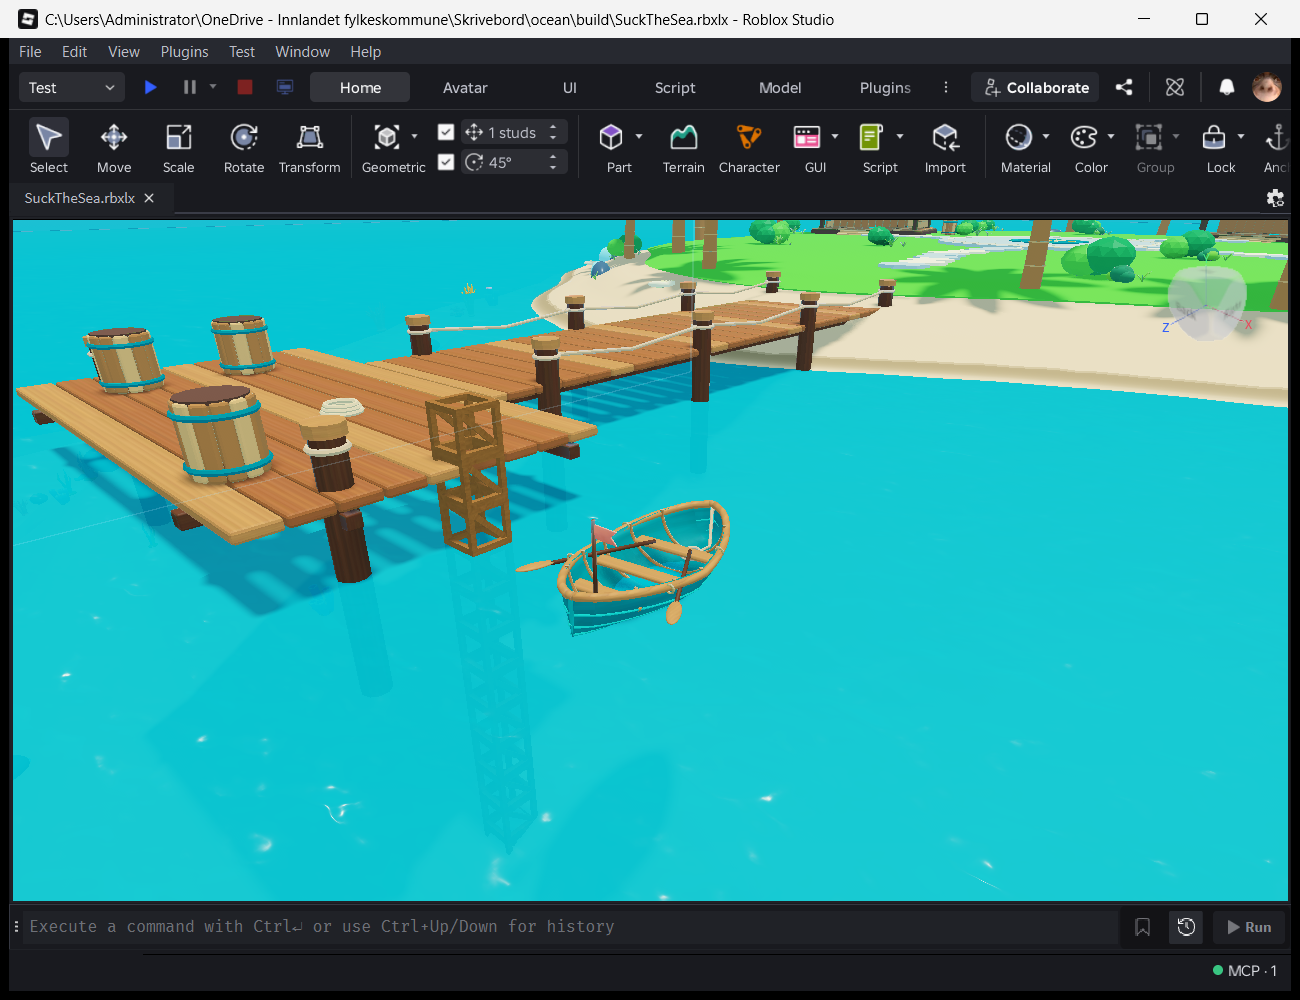 C:\Users\Administrator\OneDrive - Innlandet fylkeskommune\Skrivebord\ocean\build\SuckTheSea.rbxlx - Roblox Studio
File Edit View Plugins Test Window Help
Test Home Avatar UI Script Model Plugins Collaborate
1 studs
45°
Select Move Scale Rotate Transform Geometric Part Terrain Character GUI Script Import Material Color Group Lock Anc
SuckTheSea.rbxlx
Z X
Execute a command with Ctrl↵ or use Ctrl+Up/Down for history Run
MCP · 1